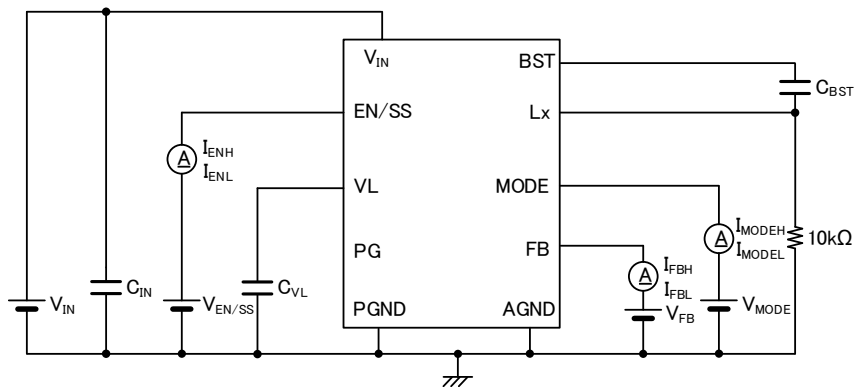 VIN
BST
CBST
EN/SS
Lx
A
IENH
IENL
VL
MODE
A
IMODEH
IMODEL
10kΩ
PG
FB
A
IFBH
IFBL
VIN
CIN
VEN/SS
CVL
PGND
AGND
VFB
VMODE